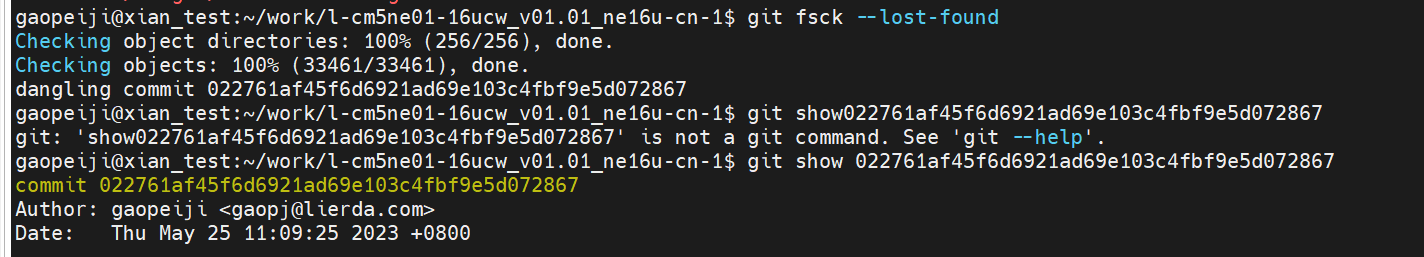 gaopeiji@xian_test:~/work/l-cm5ne01-16ucw_v01.01_ne16u-cn-1$ git fsck --lost-found
Checking object directories: 100% (256/256), done.
Checking objects: 100% (33461/33461), done.
dangling commit 022761af45f6d6921ad69e103c4fbf9e5d072867
gaopeiji@xian_test:~/work/l-cm5ne01-16ucw_v01.01_ne16u-cn-1$ git show022761af45f6d6921ad69e103c4fbf9e5d072867
git: 'show022761af45f6d6921ad69e103c4fbf9e5d072867' is not a git command. See 'git --help'.
gaopeiji@xian_test:~/work/l-cm5ne01-16ucw_v01.01_ne16u-cn-1$ git show 022761af45f6d6921ad69e103c4fbf9e5d072867
commit 022761af45f6d6921ad69e103c4fbf9e5d072867
Author: gaopeiji <gaopj@lierda.com>
Date:   Thu May 25 11:09:25 2023 +0800